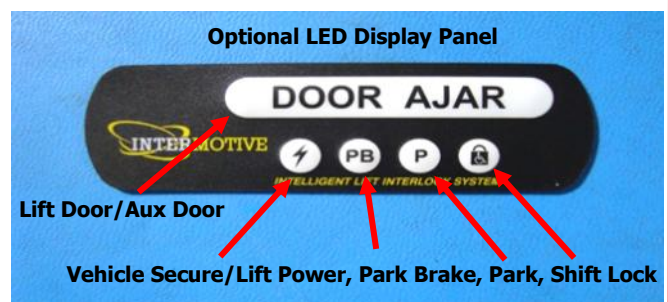 Optional LED Display Panel
DOOR AJAR
INTERMOTIVE
PB P
INTELLIGENT LIFT INTERLOCK SYSTEM
Lift Door/Aux Door
Vehicle Secure/Lift Power, Park Brake, Park, Shift Lock